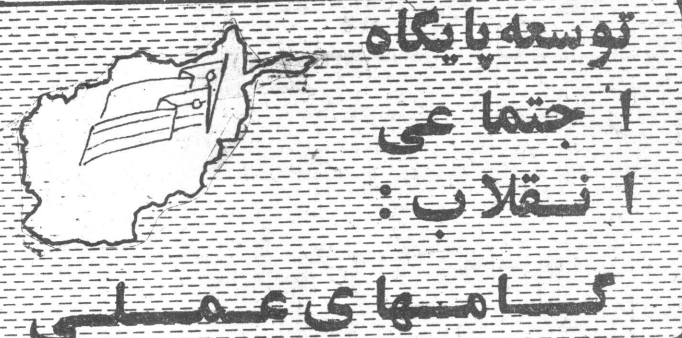 توسعه پایگاه
اجتماعی
انقلاب :
گامهای عملی